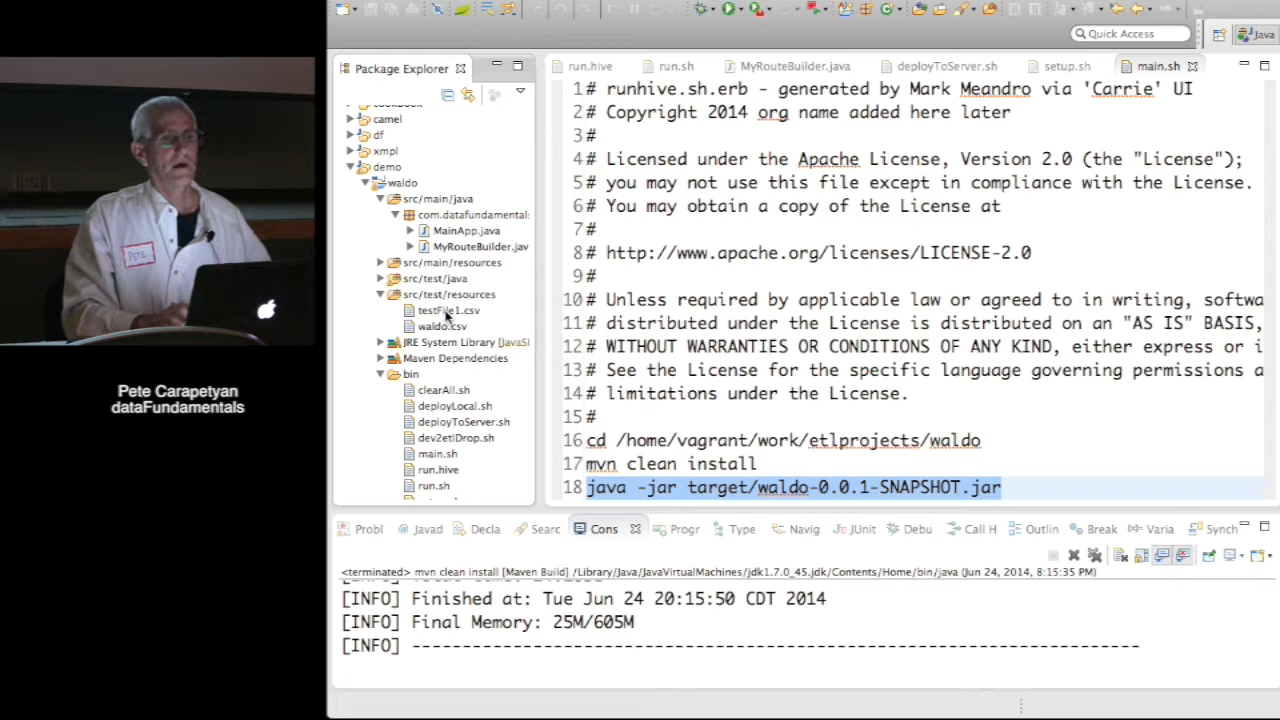 PETE
Pete Carapetyan
dataFundamentals
Quick Access
Java
Package Explorer
camel
df
xmpl
demo
waldo
src/main/java
com.datafundamentals.
MainApp.java
MyRouteBuilder.jav
src/main/resources
src/test/java
src/test/resources
testFile1.csv
waldo.csv
JRE System Library [JavaS
Maven Dependencies
bin
clearAll.sh
deployLocal.sh
deployToServer.sh
dev2etlDrop.sh
main.sh
run.hive
run.sh
run.hive run.sh MyRouteBuilder.java deployToServer.sh setup.sh main.sh
1# runhive.sh.erb - generated by Mark Meandro via 'Carrie' UI
2# Copyright 2014 org name added here later
3#
4# Licensed under the Apache License, Version 2.0 (the "License");
5# you may not use this file except in compliance with the License.
6# You may obtain a copy of the License at
7#
8# http://www.apache.org/licenses/LICENSE-2.0
9#
10# Unless required by applicable law or agreed to in writing, softwa
11# distributed under the License is distributed on an "AS IS" BASIS,
12# WITHOUT WARRANTIES OR CONDITIONS OF ANY KIND, either express or i
13# See the License for the specific language governing permissions a
14# limitations under the License.
15#
16 cd /home/vagrant/work/etlprojects/waldo
17 mvn clean install
18 java -jar target/waldo-0.0.1-SNAPSHOT.jar
Probl Javad Decla Searc Cons Progr Type Navig JUnit Debu Call H Outlin Break Varia Synch
<terminated> mvn clean install [Maven Build] /Library/Java/JavaVirtualMachines/jdk1.7.0_45.jdk/Contents/Home/bin/java (Jun 24, 2014, 8:15:35 PM)
[INFO] Finished at: Tue Jun 24 20:15:50 CDT 2014
[INFO] Final Memory: 25M/605M
[INFO] ------------------------------------------------------------------------